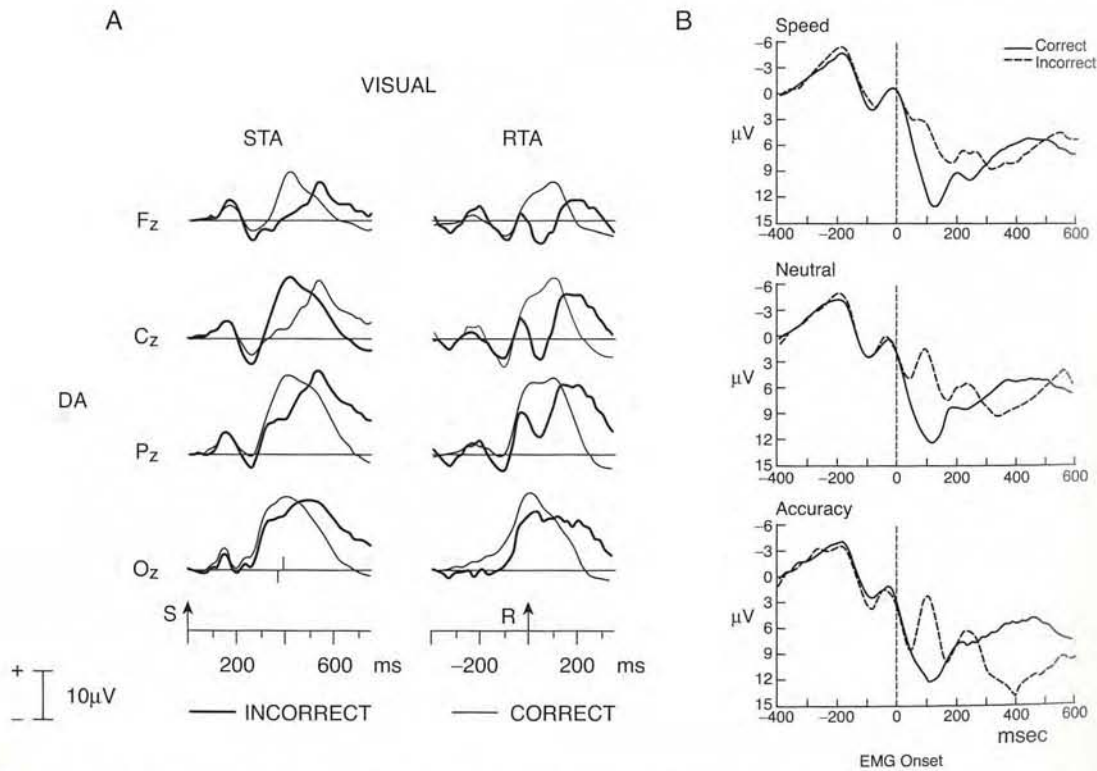 A
VISUAL
STA RTA
Fz
Cz
DA
Pz
Oz
S R
200 600 ms −200 200 ms
+
10µV
−
INCORRECT CORRECT
B
Speed
Correct
Incorrect
−6
−3
0
3
µV
6
9
12
15
−400 −200 0 200 400 600
Neutral
−6
−3
0
3
µV
6
9
12
15
−400 −200 0 200 400 600
Accuracy
−6
−3
0
3
µV
6
9
12
15
−400 −200 0 200 400 600
msec
EMG Onset